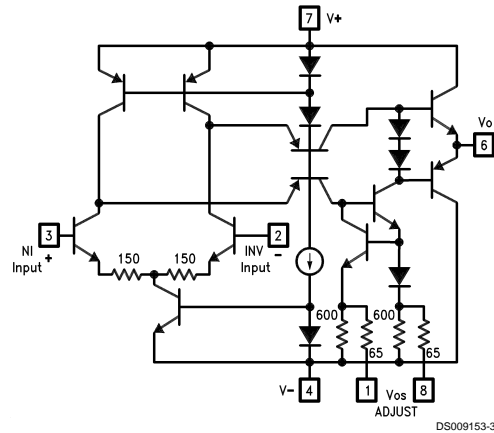 7 V+
Vo
6
3
2
NI
Input +
150
150
INV
Input -
600
600
65
65
V- 4
1
Vos
8
ADJUST
DS009153-3